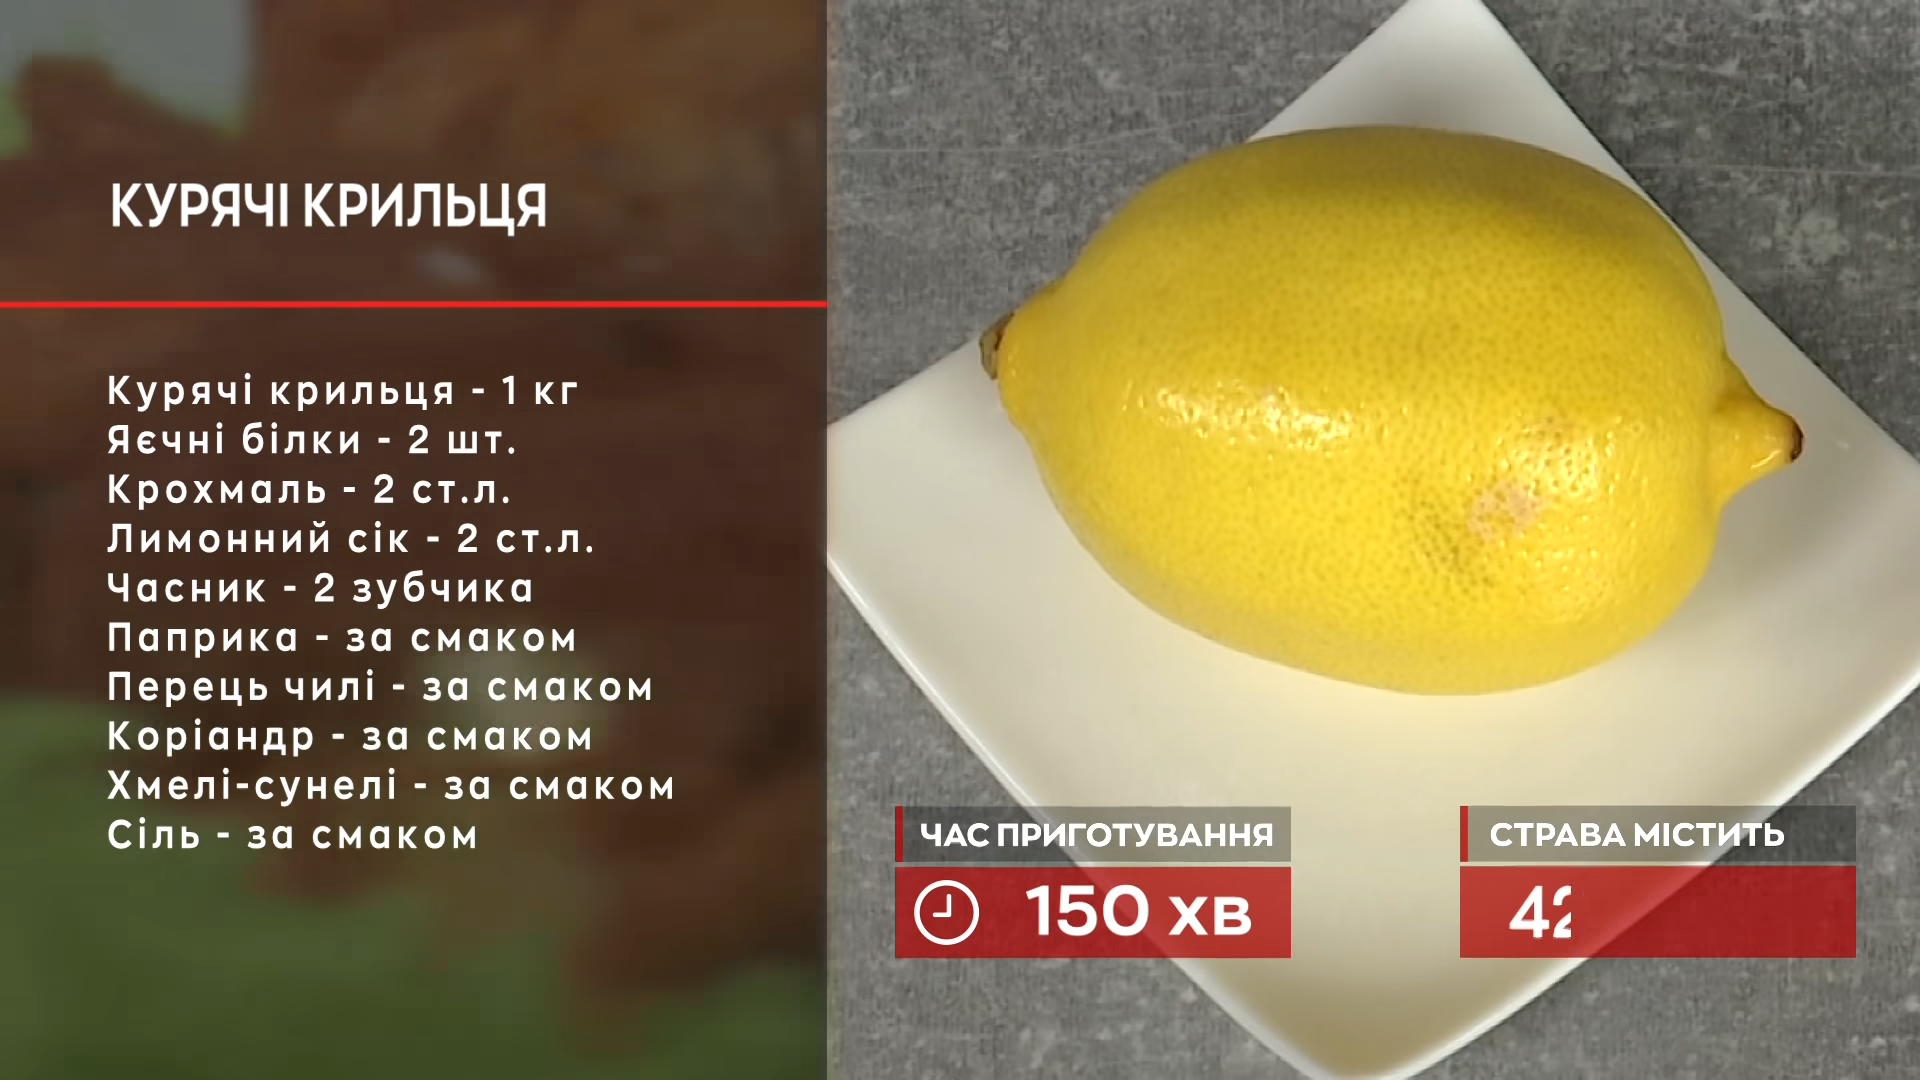 КУРЯЧІ КРИЛЬЦЯ
Курячі крильця - 1 кг
Яєчні білки - 2 шт.
Крохмаль - 2 ст.л.
Лимонний сік - 2 ст.л.
Часник - 2 зубчика
Паприка - за смаком
Перець чилі - за смаком
Коріандр - за смаком
Хмелі-сунелі - за смаком
Сіль - за смаком
ЧАС ПРИГОТУВАННЯ
150 хв
СТРАВА МІСТИТЬ